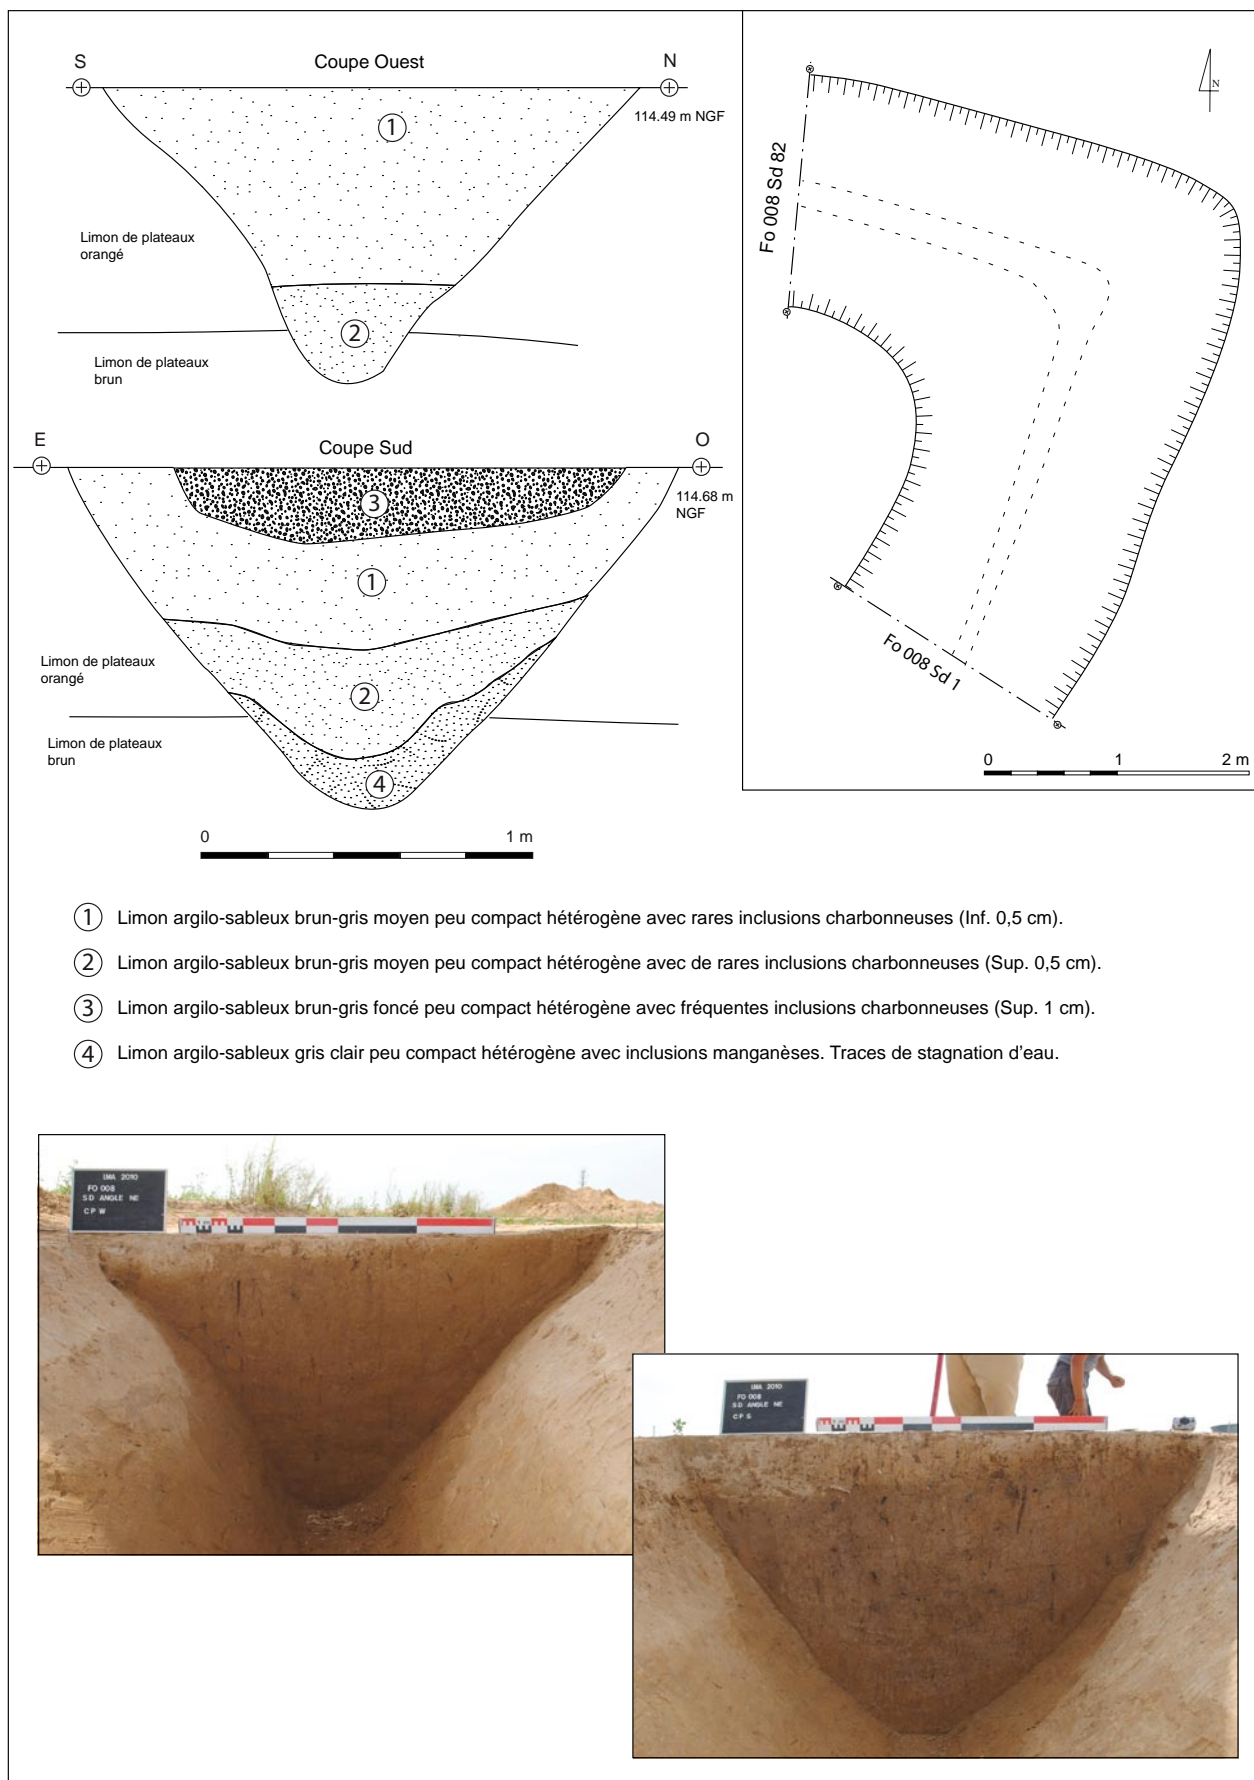 S Coupe Ouest N
114.49 m NGF
1
Limon de plateaux
orangé
2
Limon de plateaux
brun
E Coupe Sud O
114.68 m
NGF
3
1
Limon de plateaux
orangé
2
Limon de plateaux
brun
4
0 1 m
N
Fo 008 Sd 82
Fo 008 Sd 1
0 1 2 m
1 Limon argilo-sableux brun-gris moyen peu compact hétérogène avec rares inclusions charbonneuses (Inf. 0,5 cm).
2 Limon argilo-sableux brun-gris moyen peu compact hétérogène avec de rares inclusions charbonneuses (Sup. 0,5 cm).
3 Limon argilo-sableux brun-gris foncé peu compact hétérogène avec fréquentes inclusions charbonneuses (Sup. 1 cm).
4 Limon argilo-sableux gris clair peu compact hétérogène avec inclusions manganèses. Traces de stagnation d'eau.
LMA 2010
FO 008
SD ANGLE NE
CP W
LMA 2010
FO 008
SD ANGLE NE
CP S